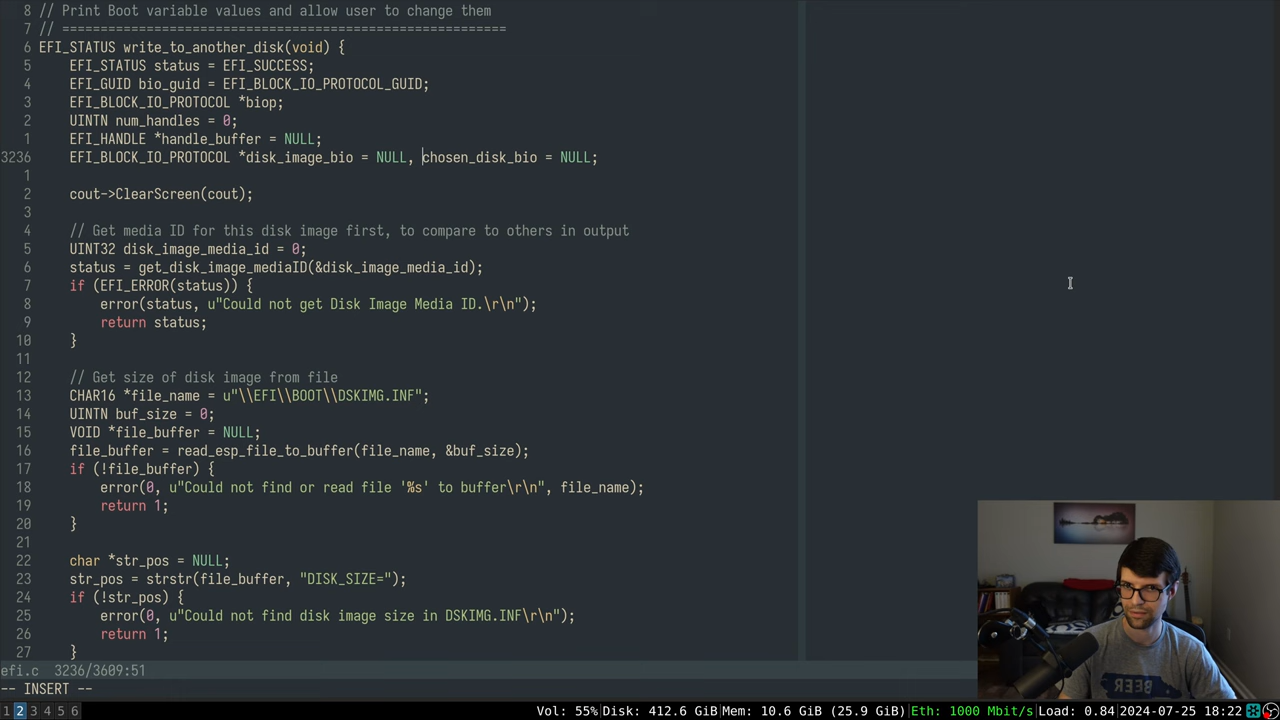 8  // Print Boot variable values and allow user to change them
7  // ==========================================================
6 EFI_STATUS write_to_another_disk(void) {
5     EFI_STATUS status = EFI_SUCCESS;
4     EFI_GUID bio_guid = EFI_BLOCK_IO_PROTOCOL_GUID;
3     EFI_BLOCK_IO_PROTOCOL *biop;
2     UINTN num_handles = 0;
1     EFI_HANDLE *handle_buffer = NULL;
3236     EFI_BLOCK_IO_PROTOCOL *disk_image_bio = NULL, chosen_disk_bio = NULL;
1
2     cout->ClearScreen(cout);
3
4     // Get media ID for this disk image first, to compare to others in output
5     UINT32 disk_image_media_id = 0;
6     status = get_disk_image_mediaID(&disk_image_media_id);
7     if (EFI_ERROR(status)) {
8         error(status, u"Could not get Disk Image Media ID.\r\n");
9         return status;
10     }
11
12     // Get size of disk image from file
13     CHAR16 *file_name = u"\\EFI\\BOOT\\DSKIMG.INF";
14     UINTN buf_size = 0;
15     VOID *file_buffer = NULL;
16     file_buffer = read_esp_file_to_buffer(file_name, &buf_size);
17     if (!file_buffer) {
18         error(0, u"Could not find or read file '%s' to buffer\r\n", file_name);
19         return 1;
20     }
21
22     char *str_pos = NULL;
23     str_pos = strstr(file_buffer, "DISK_SIZE=");
24     if (!str_pos) {
25         error(0, u"Could not find disk image size in DSKIMG.INF\r\n");
26         return 1;
27     }
efi.c  3236/3609:51
-- INSERT --
1 2 3 4 5 6 Vol: 55%|Disk: 412.6 GiB|Mem: 10.6 GiB (25.9 GiB)|Eth: 1000 Mbit/s|Load: 0.84|2024-07-25 18:22
BEER